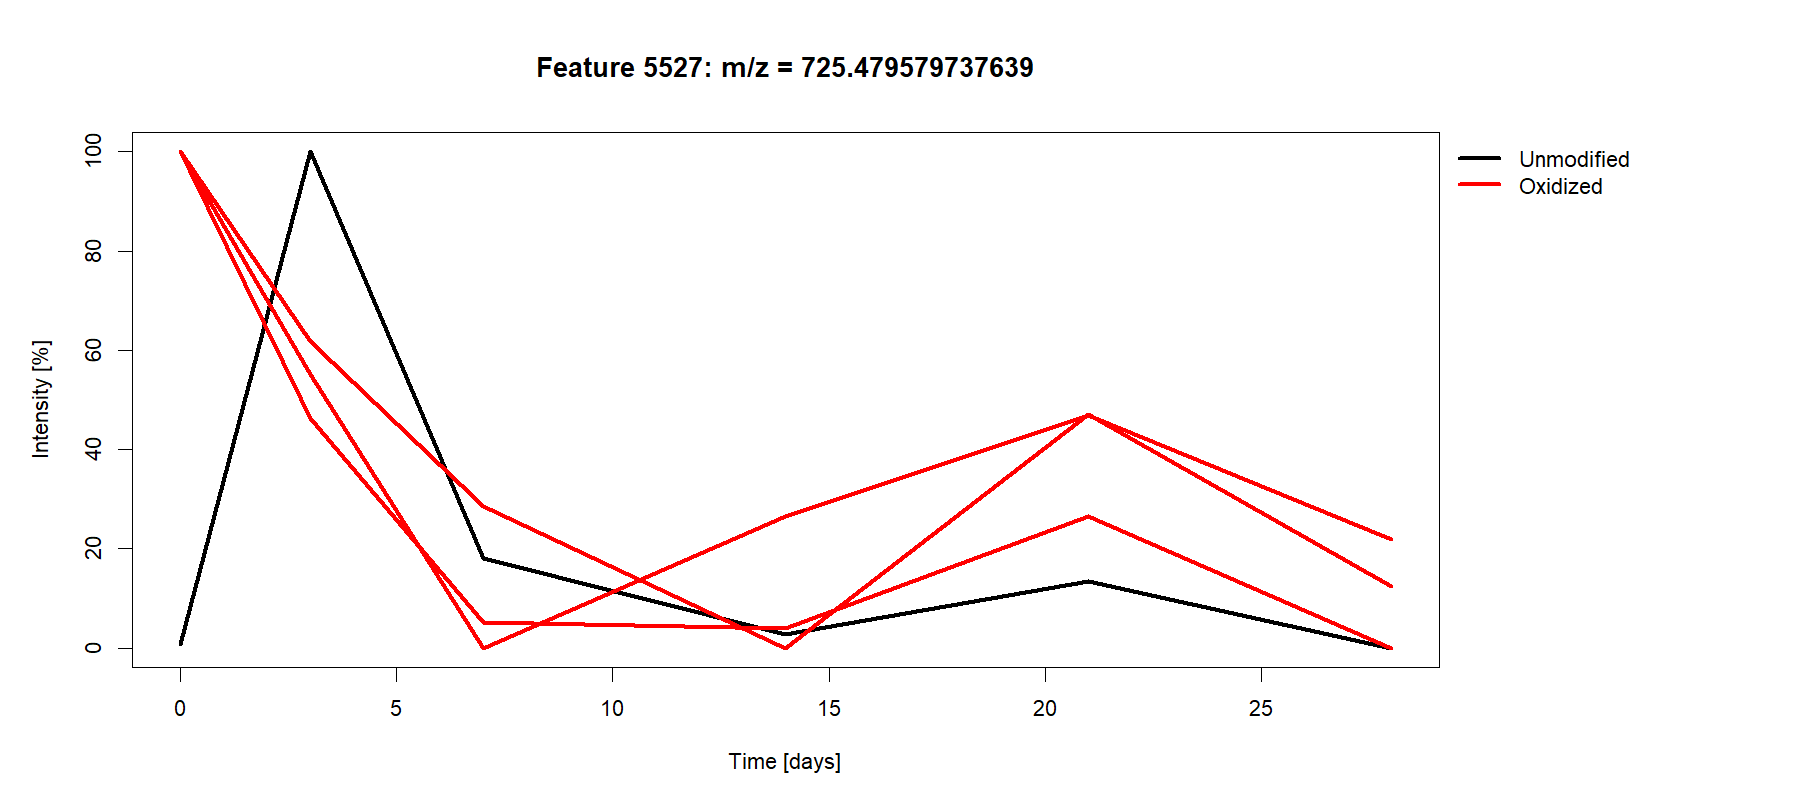 Feature 5527: m/z = 725.479579737639
Unmodified
Oxidized
100
80
60
40
20
0
Intensity [%]
0 5 10 15 20 25
Time [days]